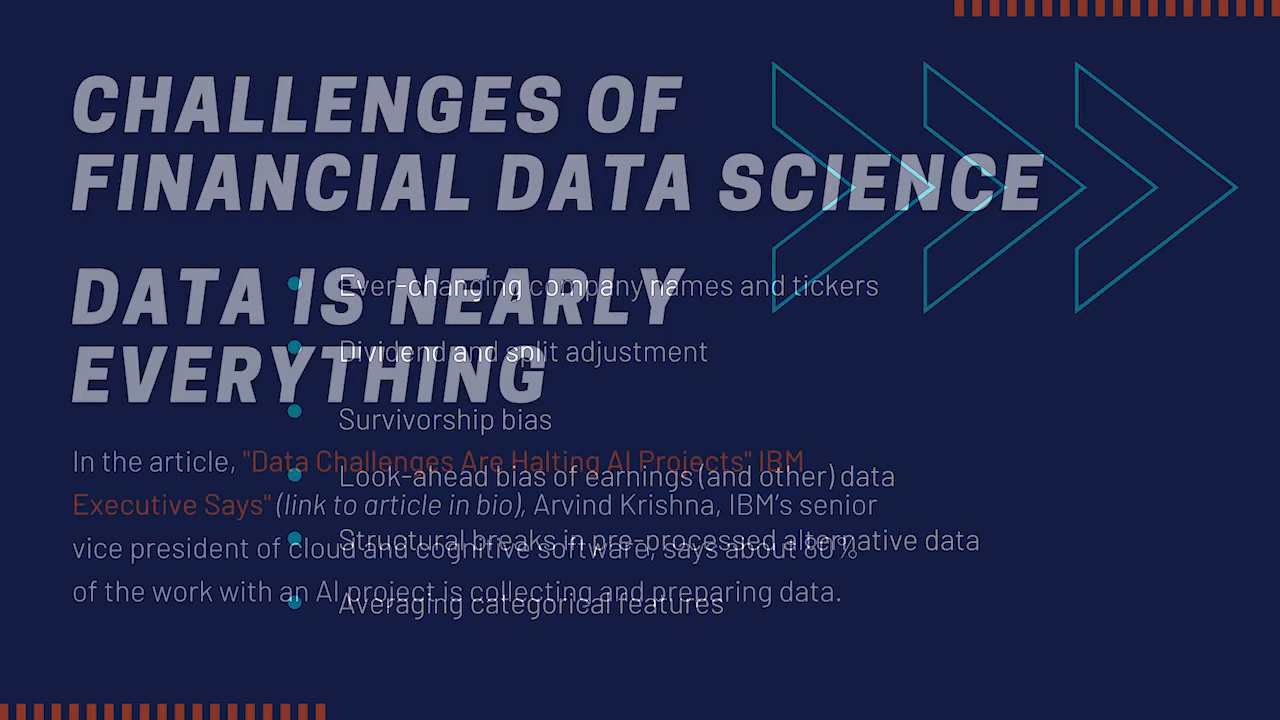 CHALLENGES OF
FINANCIAL DATA SCIENCE
DATA IS NEARLY
EVERYTHING
Ever-changing company names and tickers
Dividend and split adjustment
Survivorship bias
Look-ahead bias of earnings (and other) data
Structural breaks in pre-processed alternative data
Averaging categorical features
In the article, "Data Challenges Are Halting AI Projects" IBM
Executive Says" (link to article in bio), Arvind Krishna, IBM's senior
vice president of cloud and cognitive software, says about 80%
of the work with an AI project is collecting and preparing data.